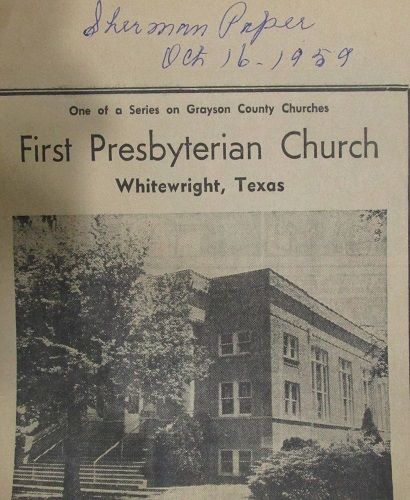 Sherman Paper
Oct 16 - 1959
One of a Series on Grayson County Churches
First Presbyterian Church
Whitewright, Texas